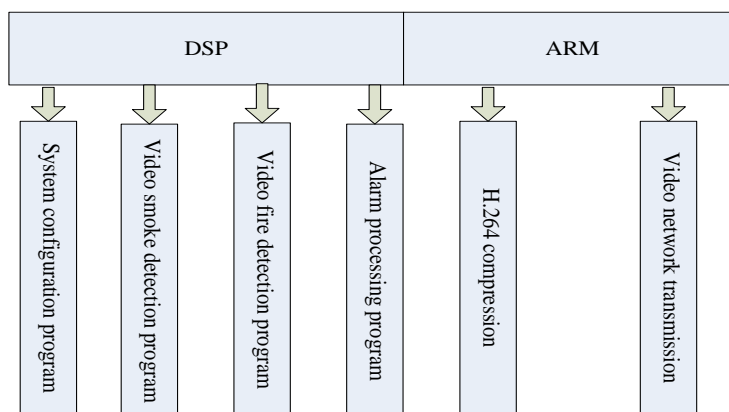 DSP
ARM
System configuration program
Video smoke detection program
Video fire detection program
Alarm processing program
H.264 compression
Video network transmission